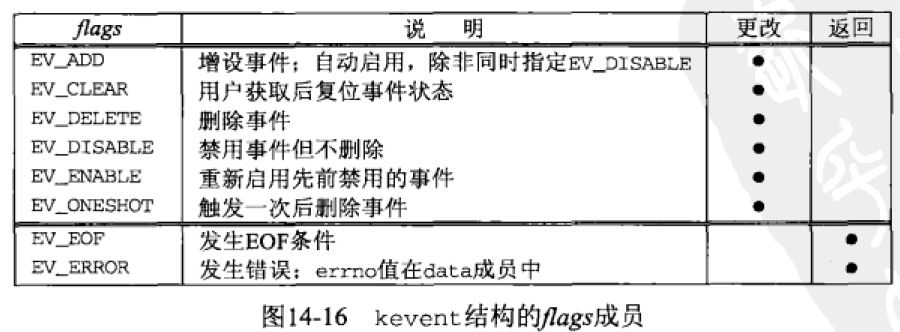 flags 说 明 更改 返回
EV_ADD 增设事件；自动启用，除非同时指定EV_DISABLE ●
EV_CLEAR 用户获取后复位事件状态 ●
EV_DELETE 删除事件 ●
EV_DISABLE 禁用事件但不删除 ●
EV_ENABLE 重新启用先前禁用的事件 ●
EV_ONESHOT 触发一次后删除事件 ●
EV_EOF 发生EOF条件 ●
EV_ERROR 发生错误：errno值在data成员中 ●
图14-16 kevent结构的flags成员